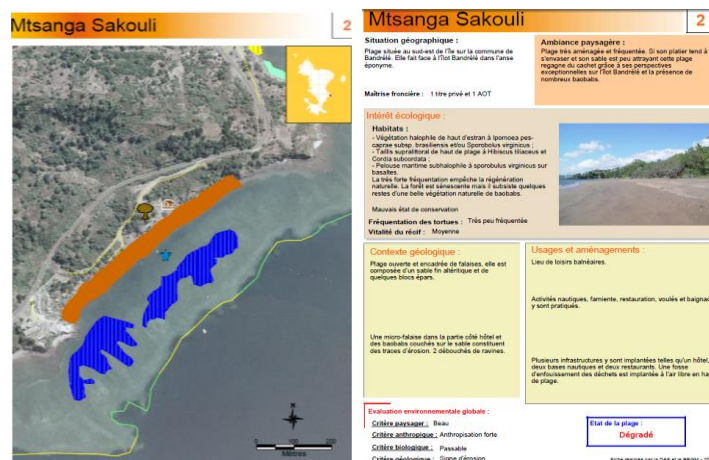 Mtsanga Sakouli
2
0
100
200
Mètres
Mtsanga Sakouli
2
Situation géographique :
Plage située au sud-est de l'île sur la commune de
Bandrélé. Elle fait face à l'îlot Bandrélé dans l'anse
éponyme.
Maîtrise froncière : 1 titre privé et 1 AOT
Ambiance paysagère :
Plage très aménagée et fréquentée. Si son platier tend à
s'envaser et son sable est peu attrayant cette plage
regagne du cachet grâce à ses perspectives
exceptionnelles sur l'îlot Bandrélé et la présence de
nombreux baobabs.
Intérêt écologique :
Habitats :
- Végétation halophile de haut d'estran à Ipomoea pes-
caprae subsp. brasiliensis et/ou Sporobolus virginicus ;
- Taillis supralittoral de haut de plage à Hibiscus tiliaceus et
Cordia subcordata ;
- Pelouse maritime subhalophile à sporobulus virginicus sur
basaltes.
La très forte fréquentation empêche la régénération
naturelle. La forêt est sénescente mais il subsiste quelques
restes d'une belle végétation naturelle de baobabs.
Mauvais état de conservation
Fréquentation des tortues : Très peu fréquentée
Vitalité du récif : Moyenne
Contexte géologique :
Plage ouverte et encadrée de falaises, elle est
composée d'un sable fin altéritique et de
quelques blocs épars.
Une micro-falaise dans la partie côté hôtel et
des baobabs couchés sur le sable constituent
des traces d'érosion. 2 débouchés de ravines.
Usages et aménagements :
Lieu de loisirs balnéaires.
Activités nautiques, farniente, restauration, voulés et baignad
y sont pratiqués.
Plusieurs infrastructures y sont implantées telles qu'un hôtel,
deux bases nautiques et deux restaurants. Une fosse
d'enfouissement des déchets est implantée à l'air libre en ha
de plage.
Evaluation environnementale globale :
Critère paysager : Beau
Critère anthropique : Anthropisation forte
Critère biologique : Passable
Critère géologique : Signe d'érosion
Etat de la plage :
Dégradé